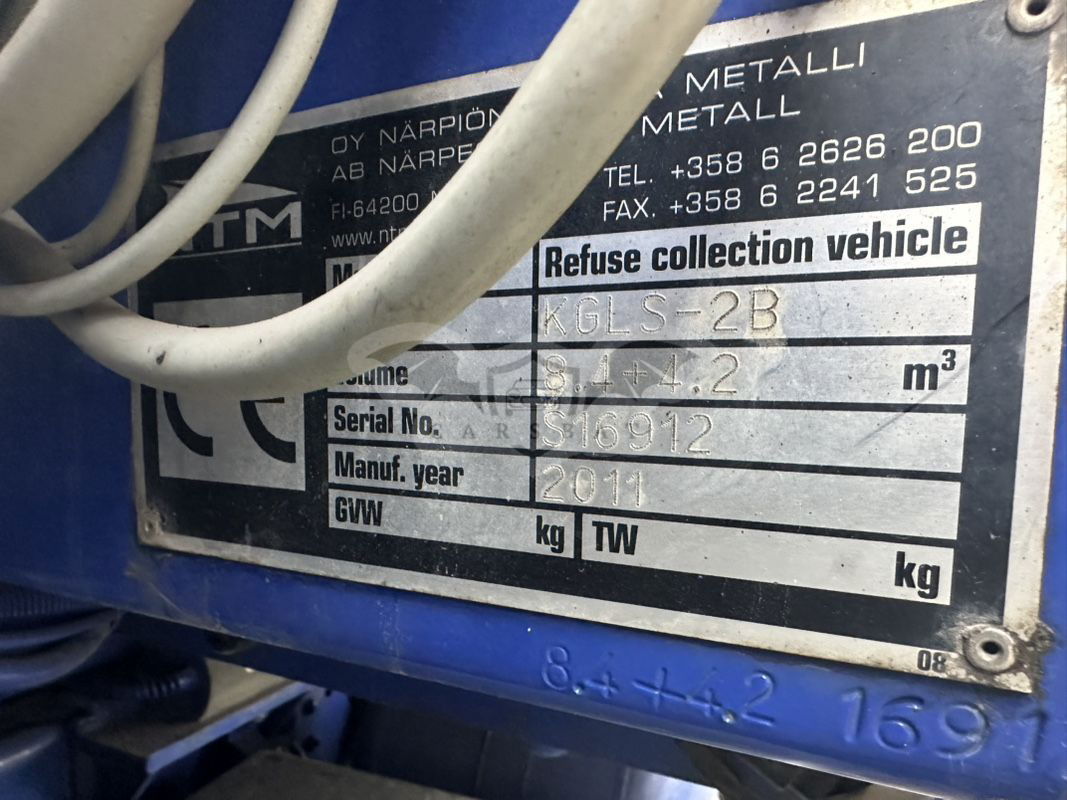 OY NÄRPIÖN METALLI
AB NÄRPE METALL
FI-64200
TEL. +358 6 2626 200
FAX. +358 6 2241 525
www.ntm
NTM
Refuse collection vehicle
KGLS-2B
Volume 8.4+4.2 m³
Serial No. S16912
Manuf. year 2011
GVW kg TW kg
08
8.4+4.2 1691